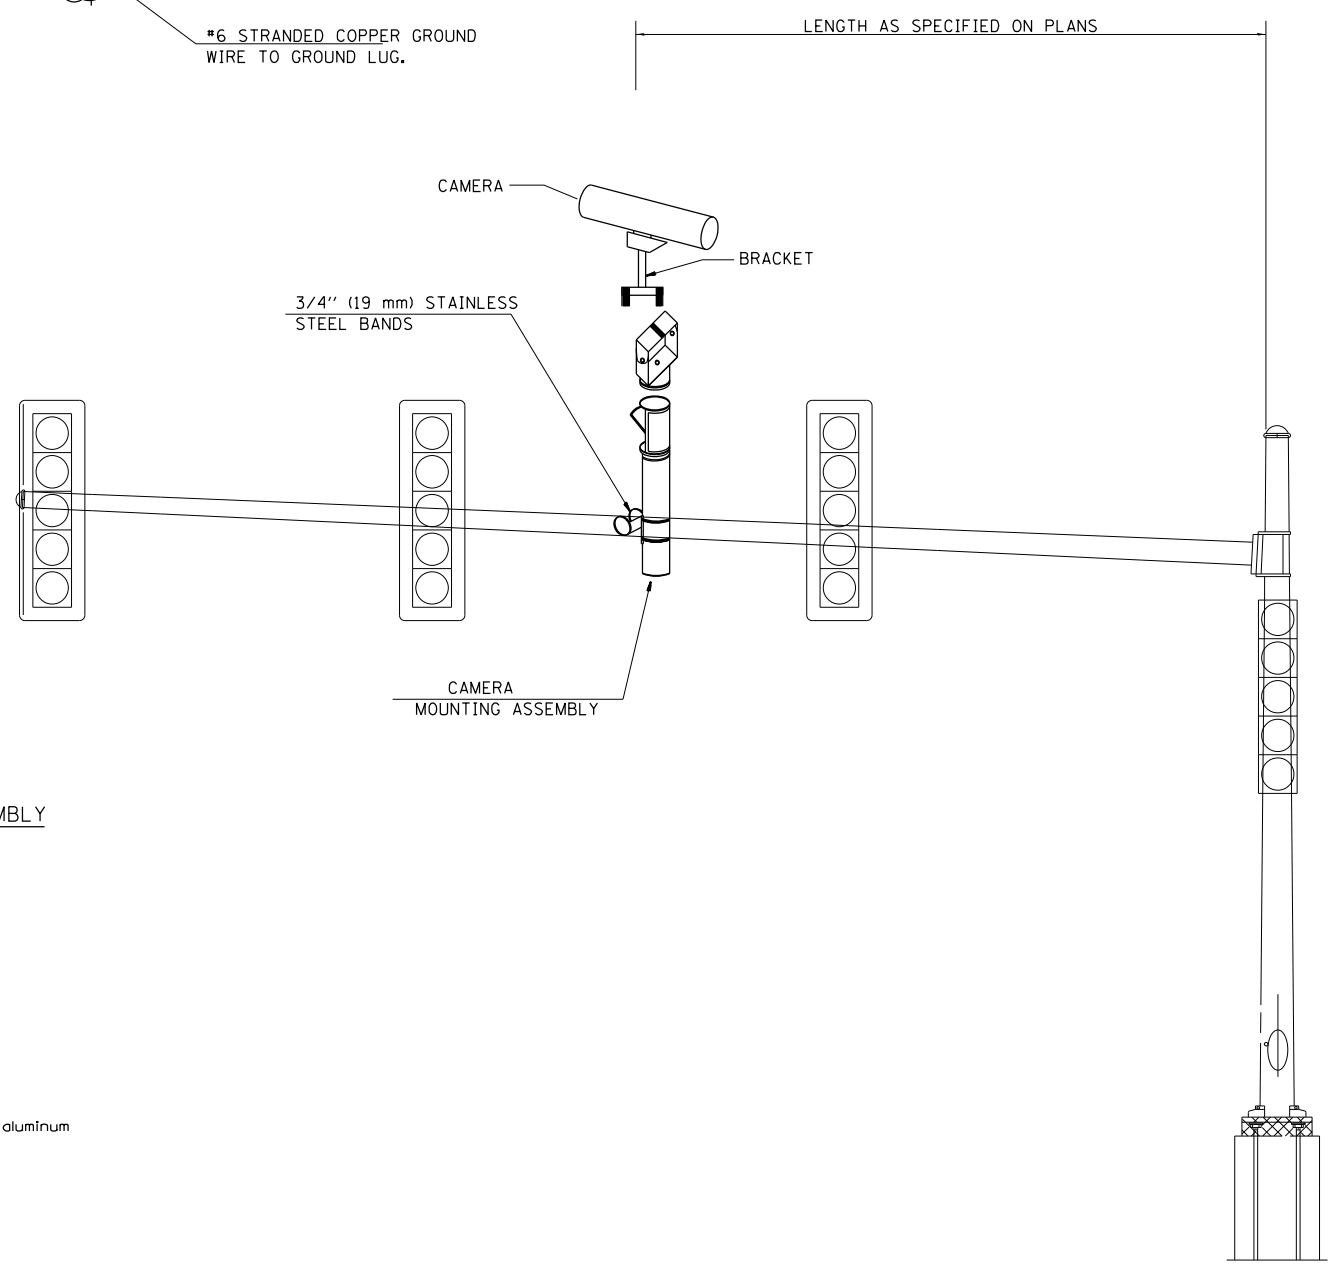 #6 STRANDED COPPER GROUND
WIRE TO GROUND LUG.
LENGTH AS SPECIFIED ON PLANS
CAMERA
BRACKET
3/4'' (19 mm) STAINLESS
STEEL BANDS
CAMERA
MOUNTING ASSEMBLY
MBLY
aluminum